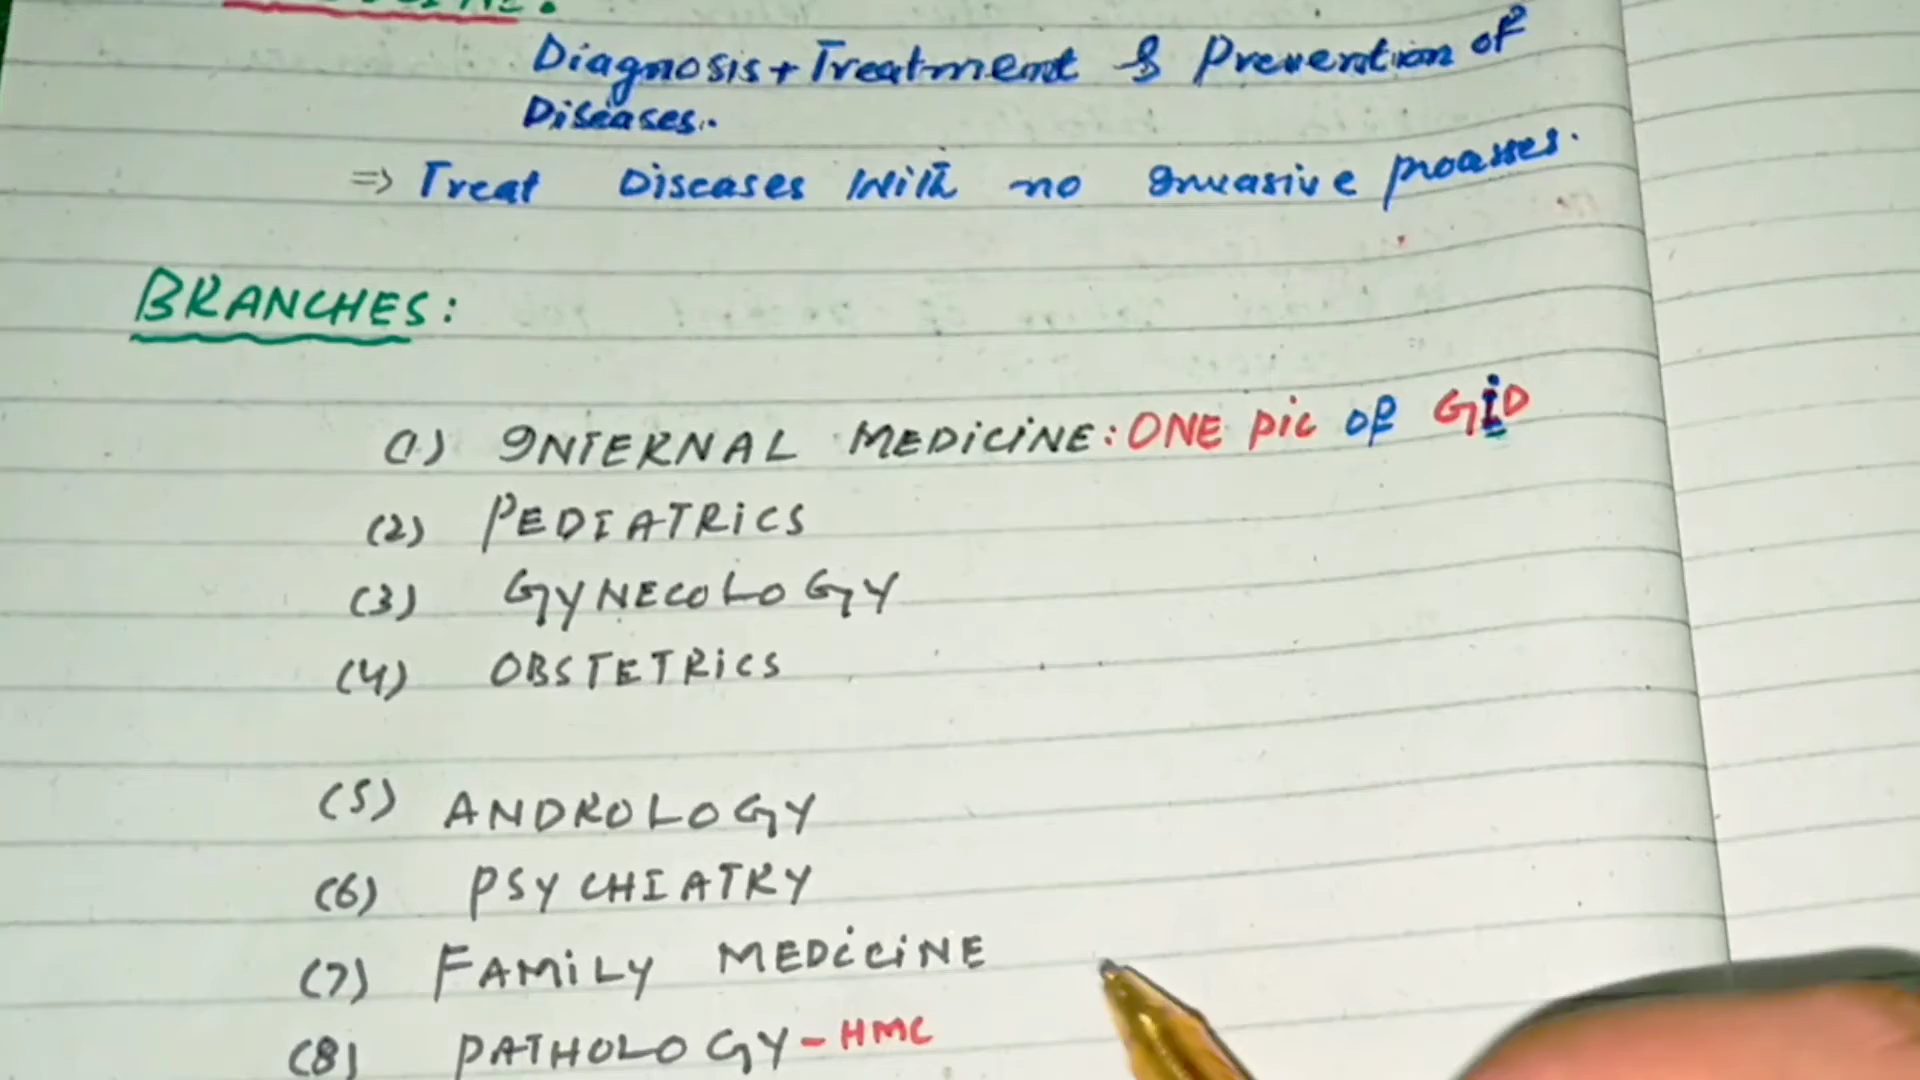 Diagnosis + Treatment & Prevention of
Diseases.
⇒ Treat Diseases With no Invasive processes.
BRANCHES:
(1) INTERNAL MEDICINE: ONE PIC OF GID
(2) PEDIATRICS
(3) GYNECOLOGY
(4) OBSTETRICS
(5) ANDROLOGY
(6) PSYCHIATRY
(7) FAMILY MEDICINE
(8) PATHOLOGY - HMC